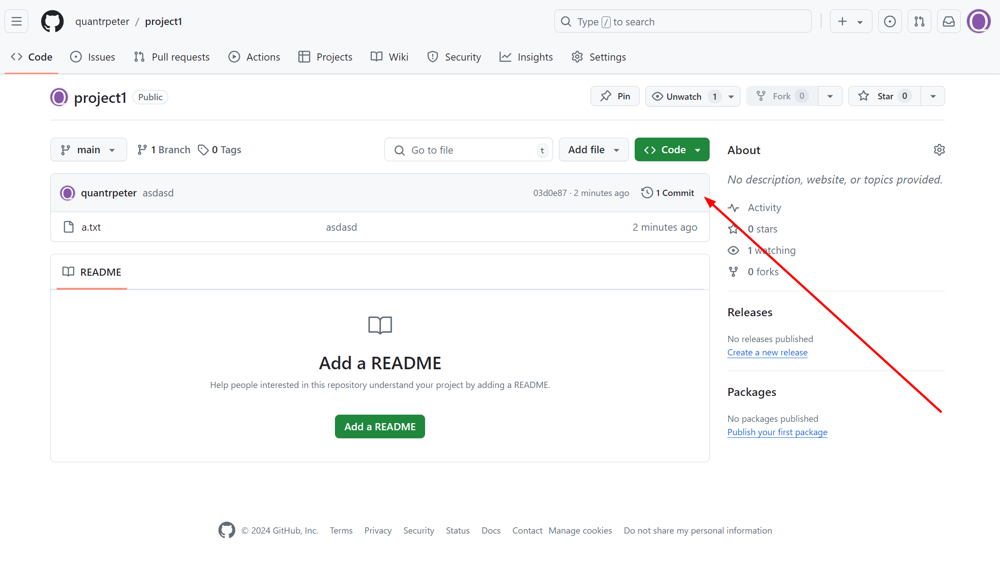 quantrpeter / project1
Type / to search
Code Issues Pull requests Actions Projects Wiki Security Insights Settings
project1 Public
Pin Unwatch 1 Fork 0 Star 0
main 1 Branch 0 Tags
Go to file t
Add file Code
quantrpeter asdasd 03d0e87 · 2 minutes ago 1 Commit
a.txt asdasd 2 minutes ago
README
Add a README
Help people interested in this repository understand your project by adding a README.
Add a README
About
No description, website, or topics provided.
Activity
0 stars
1 watching
0 forks
Releases
No releases published
Create a new release
Packages
No packages published
Publish your first package
© 2024 GitHub, Inc. Terms Privacy Security Status Docs Contact Manage cookies Do not share my personal information